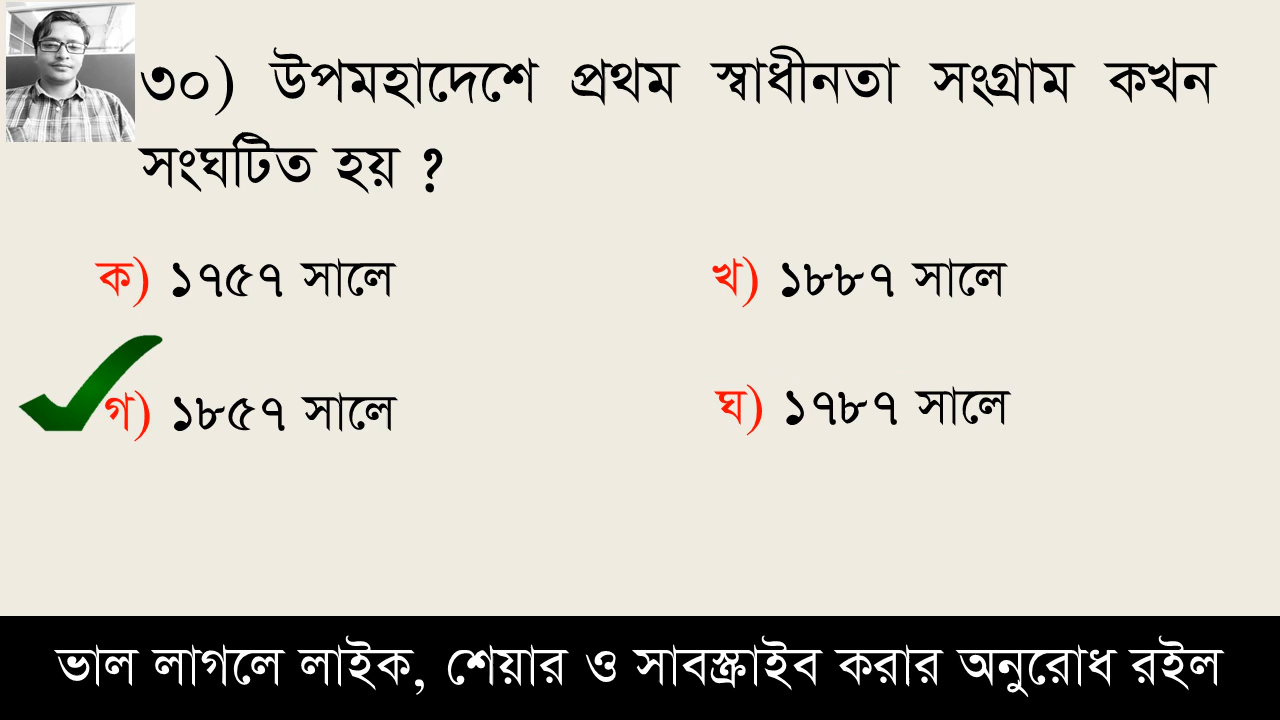 ৩০) উপমহাদেশে প্রথম স্বাধীনতা সংগ্রাম কখন
সংঘটিত হয় ?
ক) ১৭৫৭ সালে
খ) ১৮৮৭ সালে
গ) ১৮৫৭ সালে
ঘ) ১৭৮৭ সালে
ভাল লাগলে লাইক, শেয়ার ও সাবস্ক্রাইব করার অনুরোধ রইল